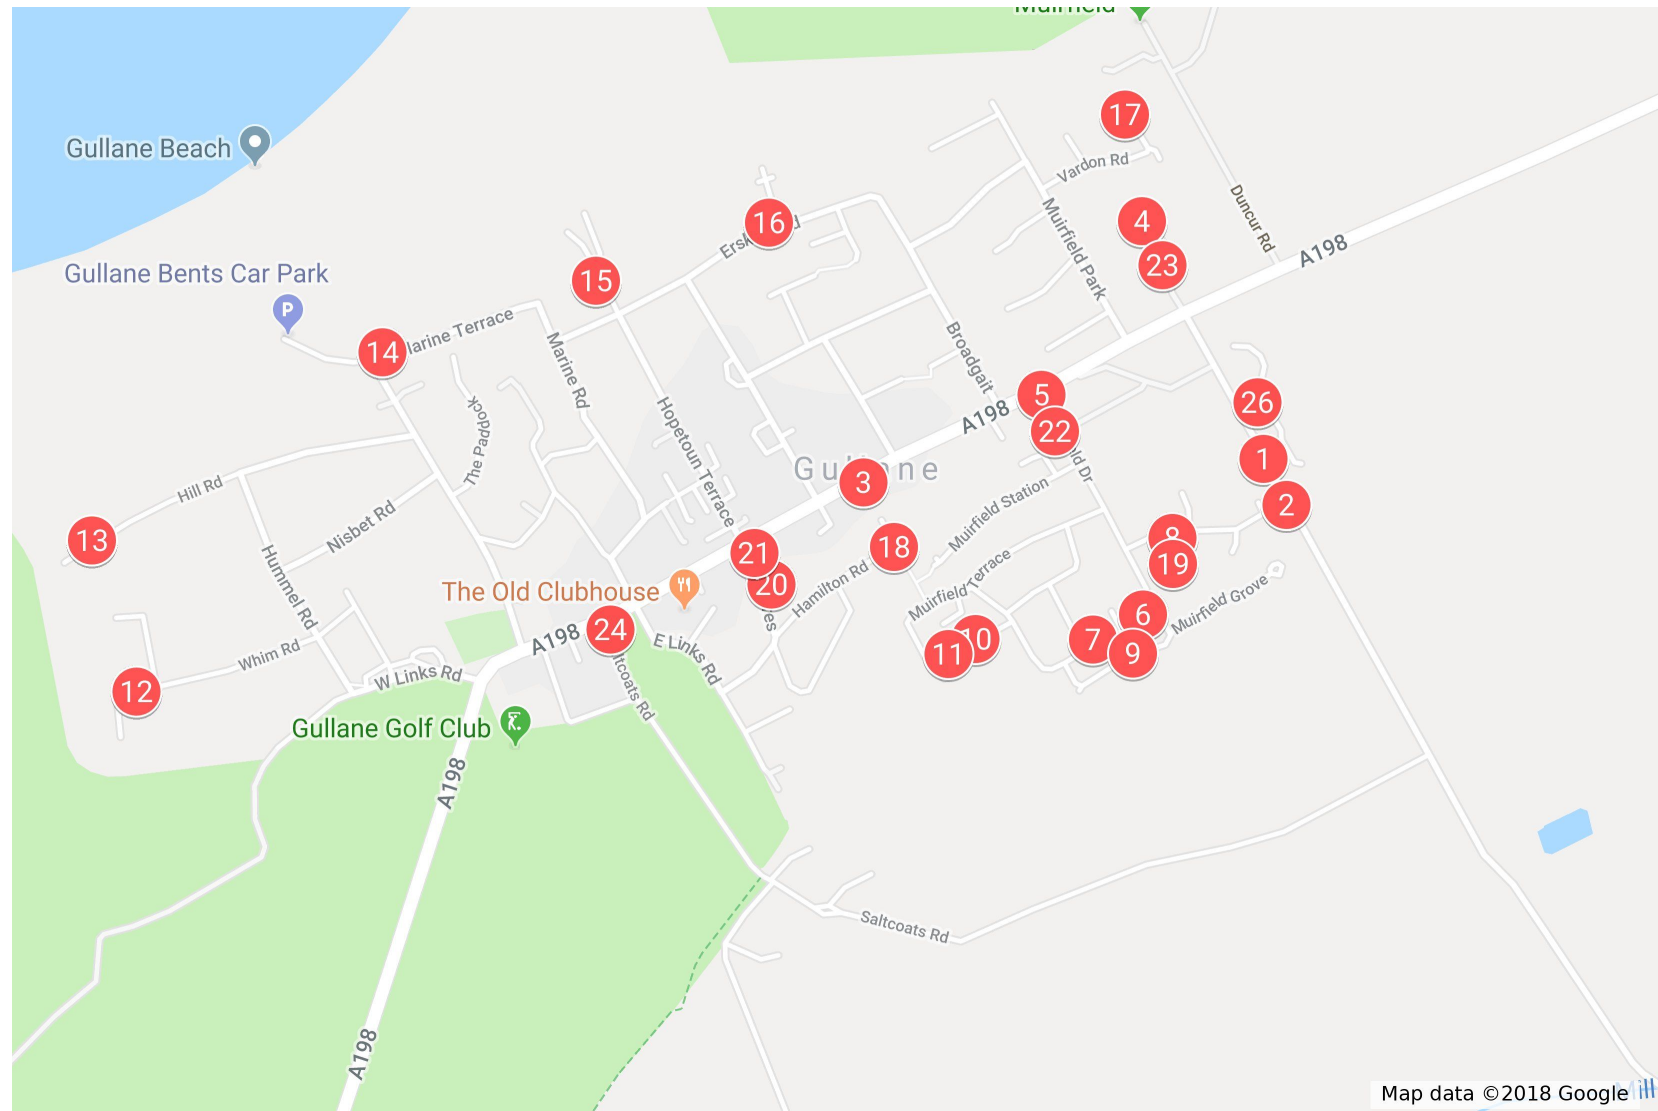 Muirfield
17
Vardon Rd
Gullane Beach
Duncur Rd
4
16
Muirfield Park
A198
23
Gullane Bents Car Park
15
P
14
Marine Terrace
Marine Rd
Broadgait
5
26
The Paddock
Hopetoun Terrace
A198
22
1
Gullane
3
Hill Rd
2
Muirfield Station
Nisbet Rd
13
8
18
21
19
Hummel Rd
20
Hamilton Rd
Muirfield Terrace
The Old Clubhouse
Muirfield Grove
6
24
A198
E Links Rd
10
7
11
9
Whim Rd
W Links Rd
12
Saltcoats Rd
Gullane Golf Club
A198
Saltcoats Rd
A198
Map data ©2018 Google
Mill